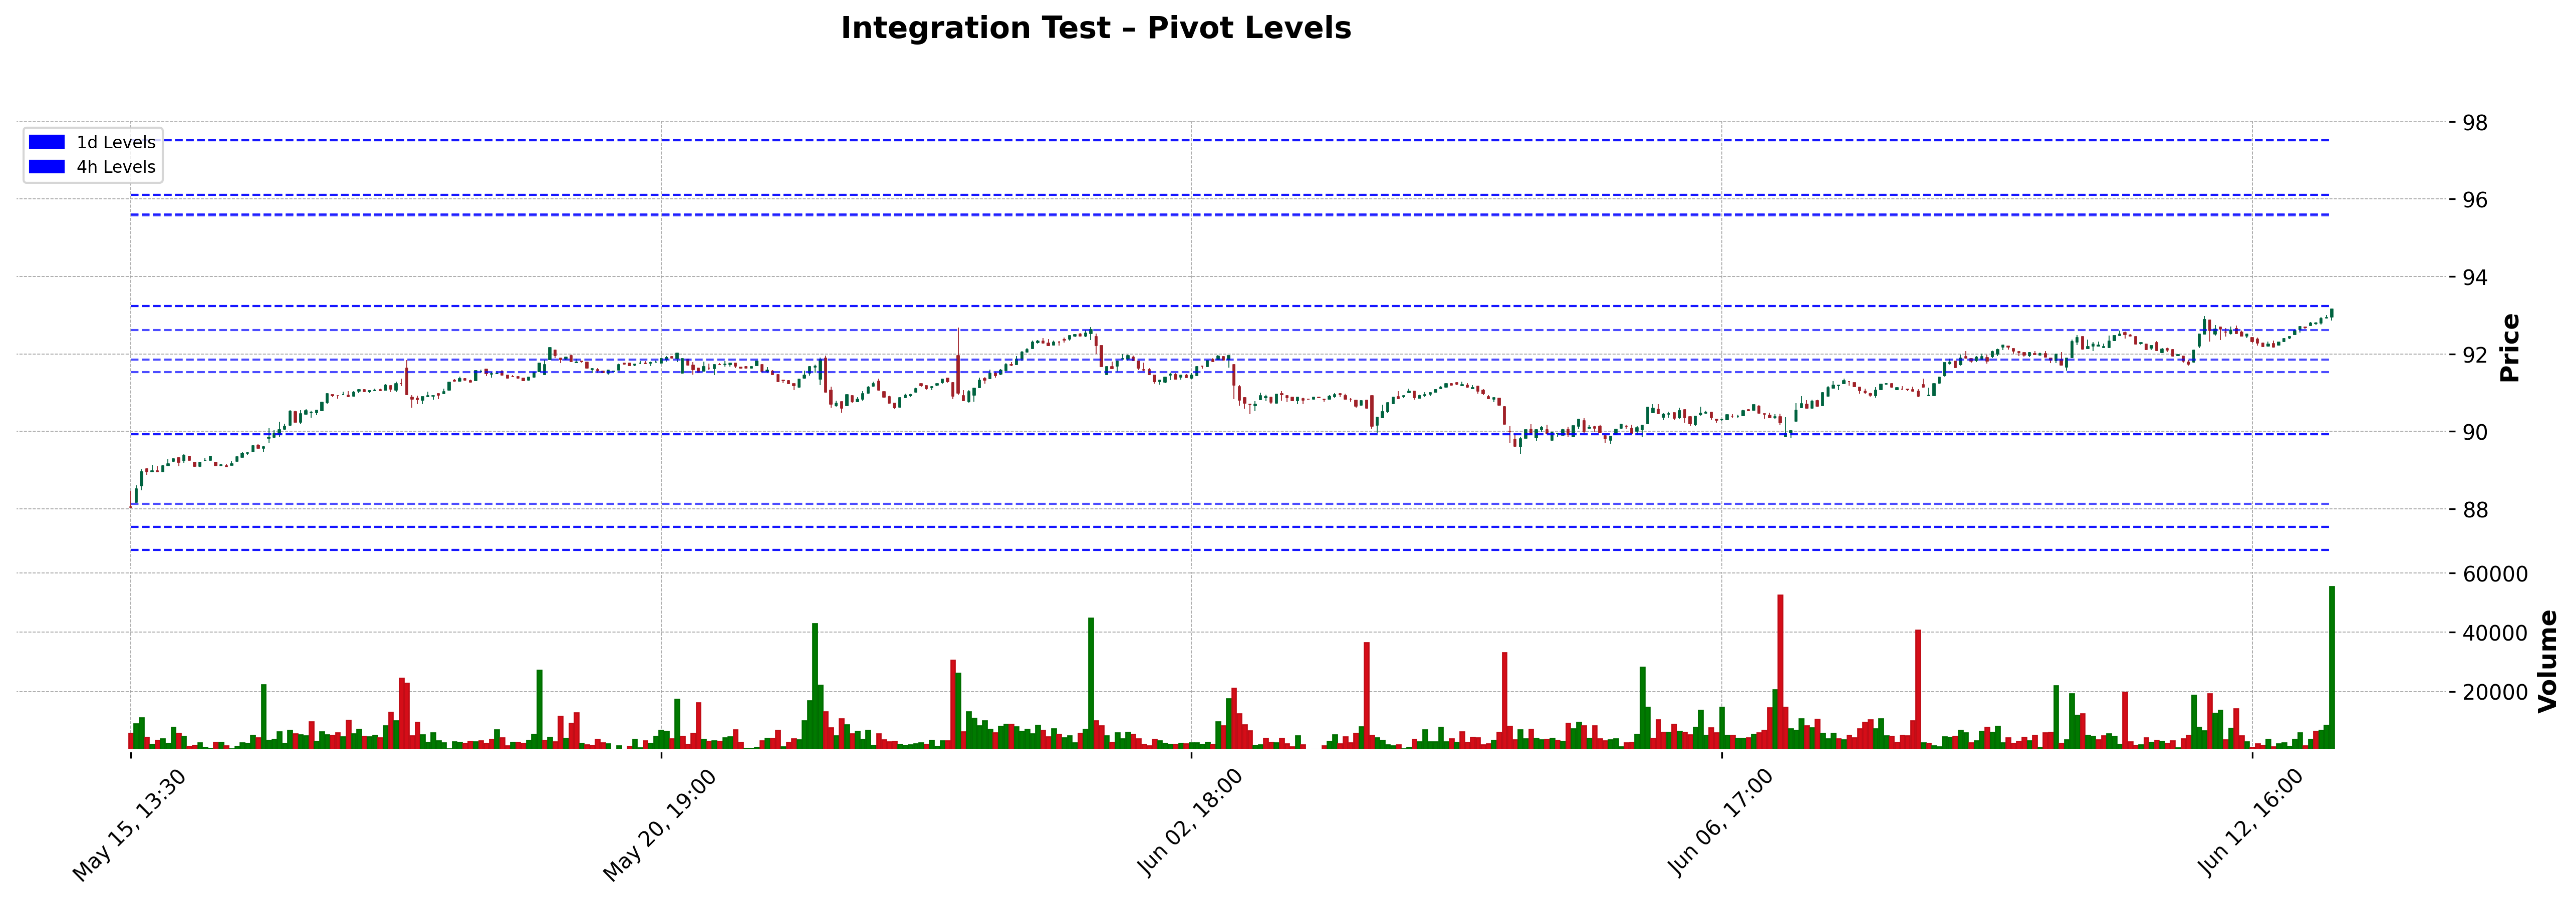 Integration Test – Pivot Levels
1d Levels
4h Levels
98
96
94
92
90
88
Price
60000
40000
20000
Volume
May 15, 13:30
May 20, 19:00
Jun 02, 18:00
Jun 06, 17:00
Jun 12, 16:00